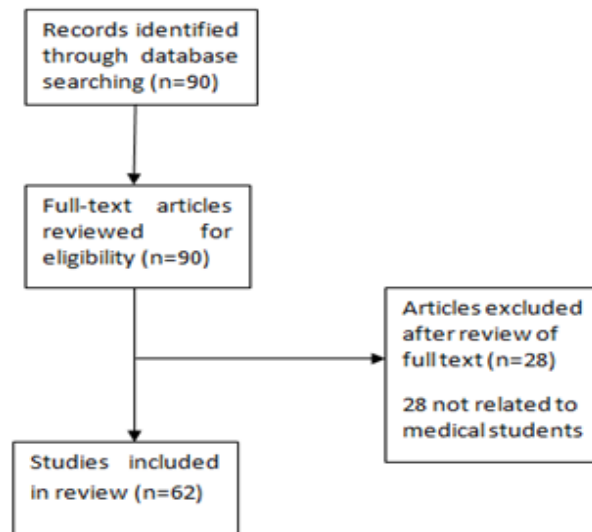 Records identified
through database
searching (n=90)
Full-text articles
reviewed for
eligibility (n=90)
Articles excluded
after review of
full text (n=28)
28 not related to
medical students
Studies included
in review (n=62)